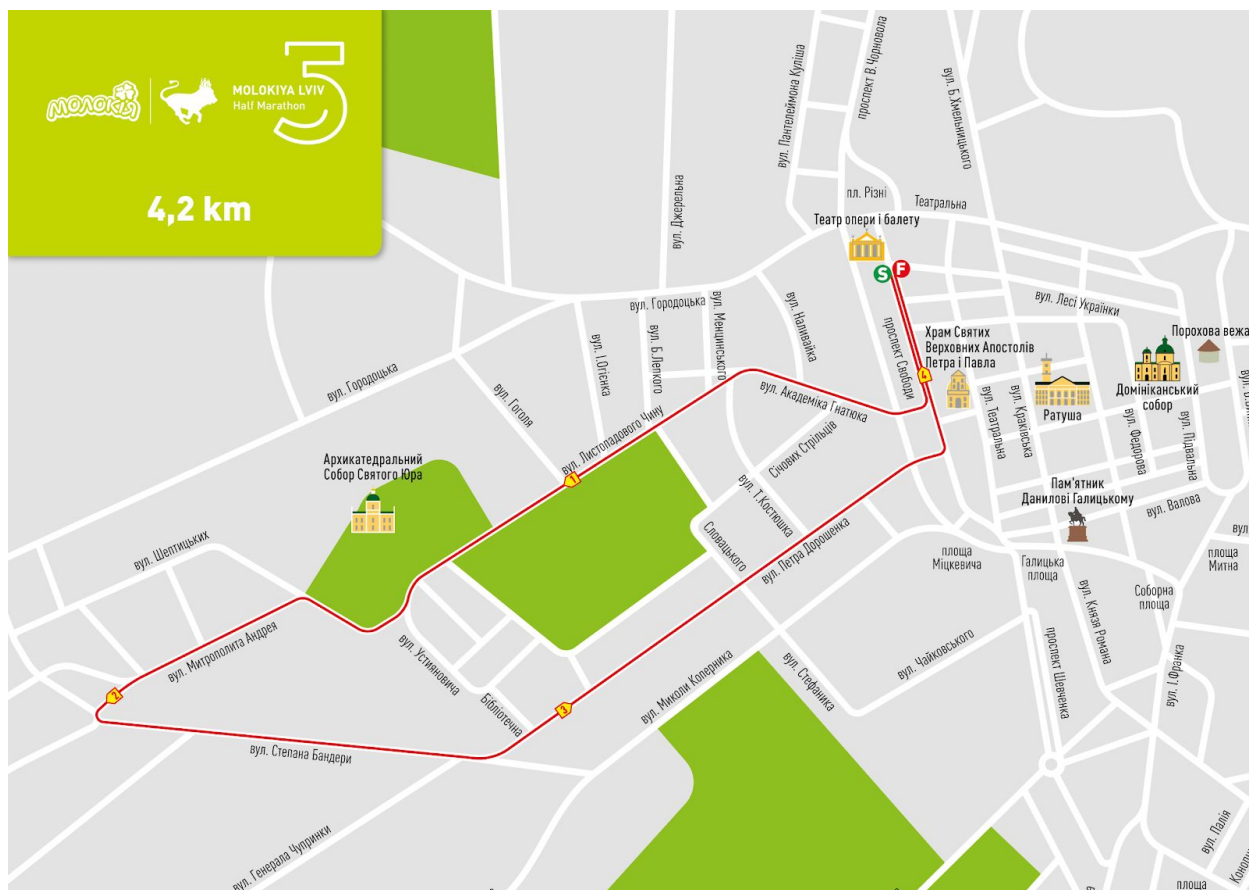 МОЛОКІЯ
MOLOKIYA LVIV
Half Marathon
5
4,2 km
вул. Пантелеймона Куліша
проспект В.Чорновола
вул. Б.Хмельницького
вул. Джерельна
пл. Різні
Театральна
Театр опери і балету
S
F
вул. Городоцька
вул. Менцинського
вул. Наливайка
вул. Б.Лепкого
вул. І.Огієнка
вул. Лесі Українки
Порохова вежа
проспект Свободи
Храм Святих
Верховних Апостолів
Петра і Павла
4
Домініканський
собор
Ратуша
вул. Городоцька
вул. Гоголя
вул. Листопадового Чину
вул. Академіка Гнатюка
вул. Театральна
вул. Краківська
вул. Федорова
вул. Підвальна
Січових Стрільців
Архикатедральний
Собор Святого Юра
1
вул. Т.Костюшка
Словацького
вул. Петра Дорошенка
Пам'ятник
Данилові Галицькому
вул. Валова
вул. Шептицьких
площа
Міцкевича
Галицька
площа
площа
Митна
Соборна
площа
вул. Князя Романа
вул. Митрополита Андрея
вул. Устияновича
Бібліотечна
2
3
вул. Миколи Коперника
вул. Стефаника
вул. Чайковського
проспект Шевченка
вул. І.Франка
вул. Степана Бандери
вул. Генерала Чупринки
вул. Палія
площа